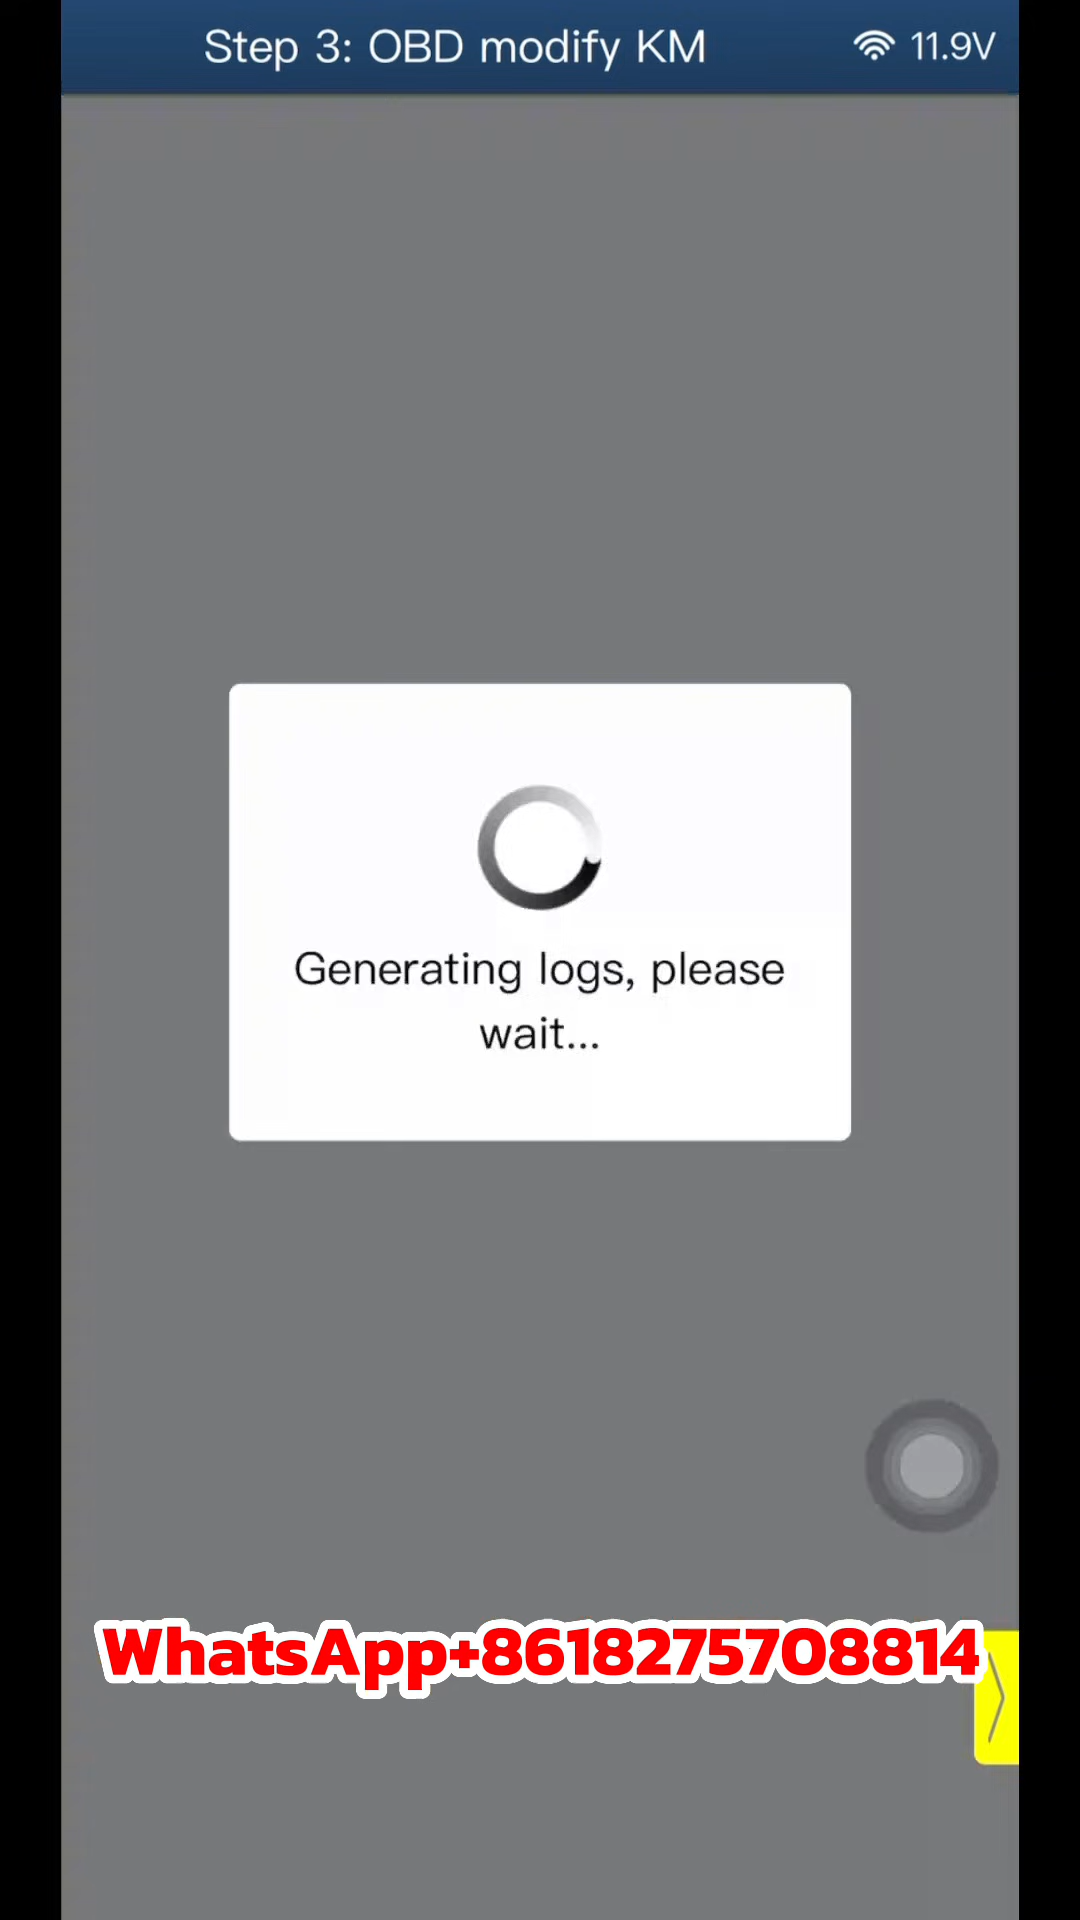 Step 3: OBD modify KM
11.9V
Generating logs, please
wait...
WhatsApp+8618275708814